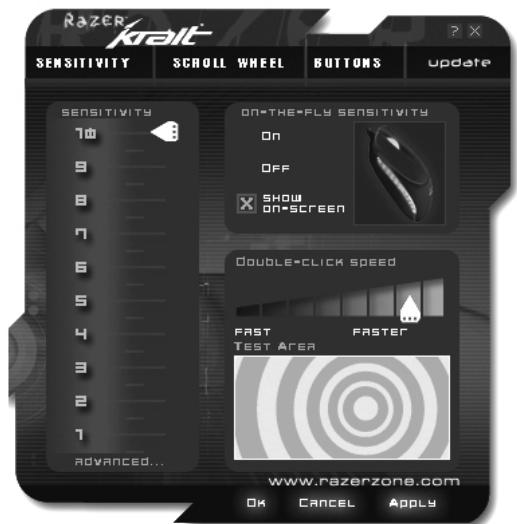 Razer
Krait
? X
SENSITIVITY SCROLL WHEEL BUTTONS update
SENSITIVITY
10
9
8
7
6
5
4
3
2
1
ADVANCED...
ON-THE-FLY SENSITIVITY
On
OFF
X SHOW
ON-SCREEN
DOUBLE-CLICK SPEED
FAST FASTER
TEST AREA
www.razerzone.com
OK CANCEL APPLY